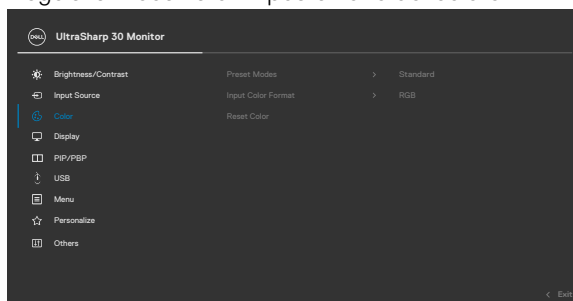 DELL UltraSharp 30 Monitor
Brightness/Contrast Preset Modes > Standard
Input Source Input Color Format > RGB
Color Reset Color
Display
PIP/PBP
USB
Menu
Personalize
Others
< Exit